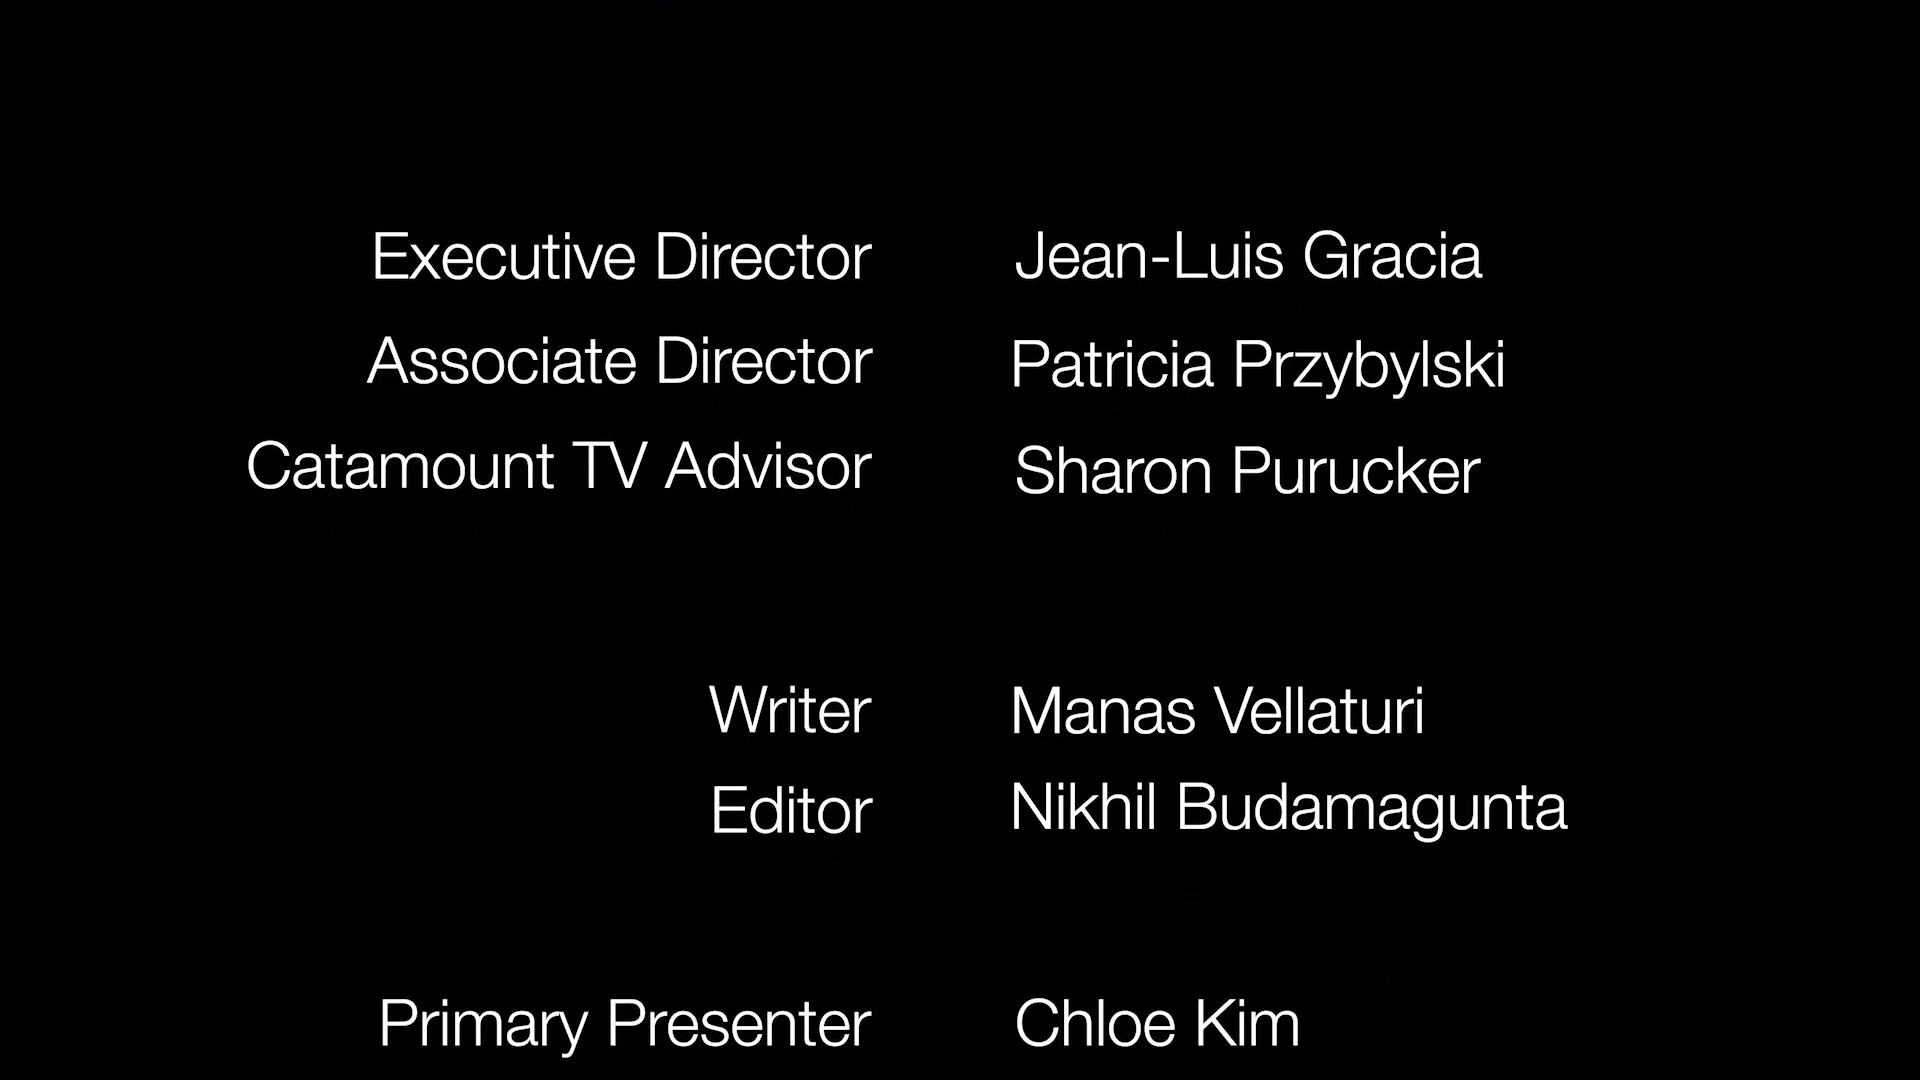 Executive Director Jean-Luis Gracia
Associate Director Patricia Przybylski
Catamount TV Advisor Sharon Purucker
Writer Manas Vellaturi
Editor Nikhil Budamagunta
Primary Presenter Chloe Kim